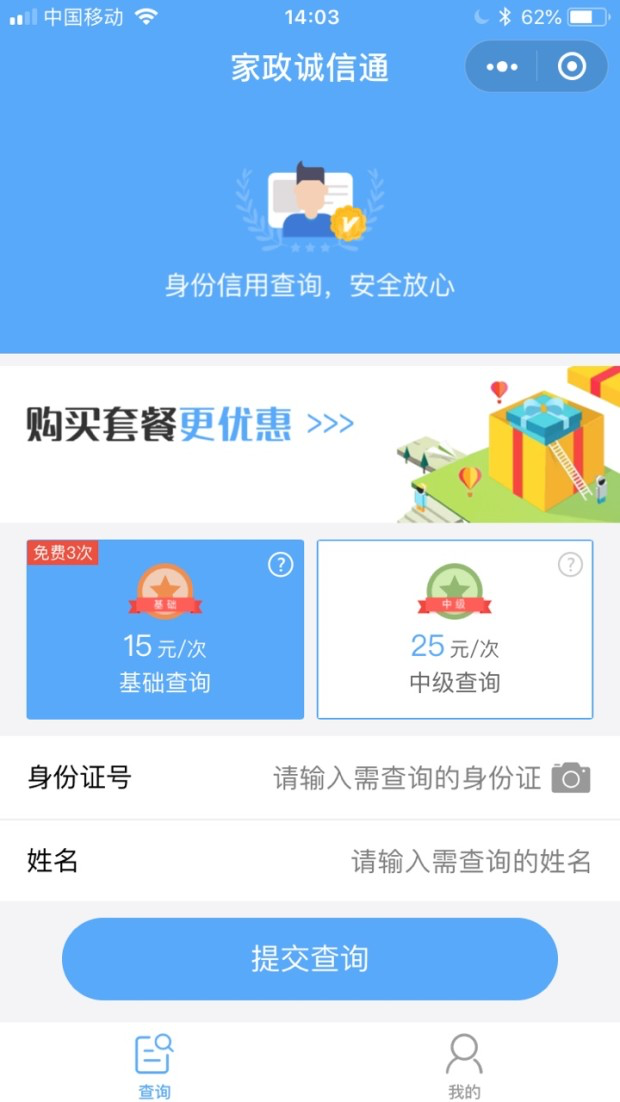 中国移动 14:03 62%
家政诚信通
身份信用查询，安全放心
购买套餐更优惠 >>>
免费3次
基础
中级
15元/次
25元/次
基础查询
中级查询
身份证号 请输入需查询的身份证
姓名 请输入需查询的姓名
提交查询
查询
我的